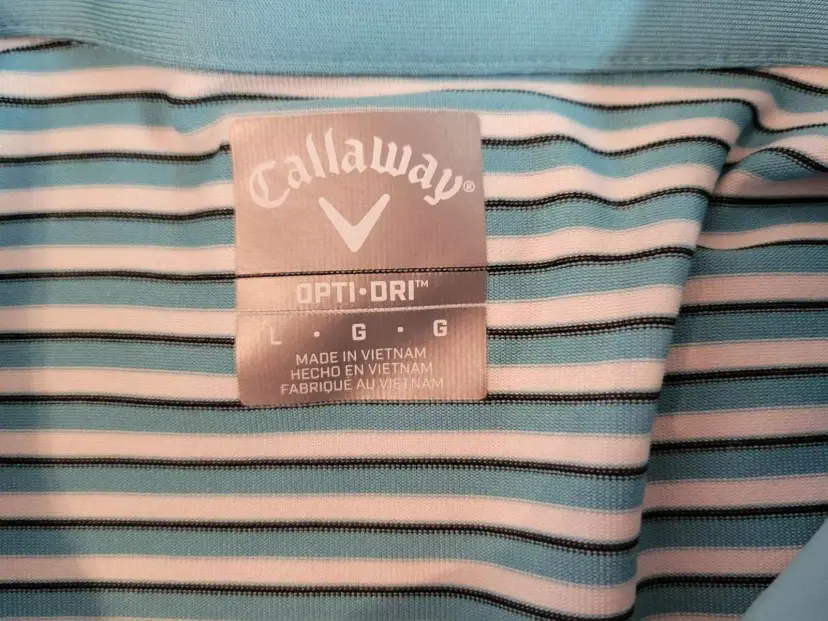 Callaway®
OPTI•DRI™
L • G • G
MADE IN VIETNAM
HECHO EN VIETNAM
FABRIQUÉ AU VIETNAM